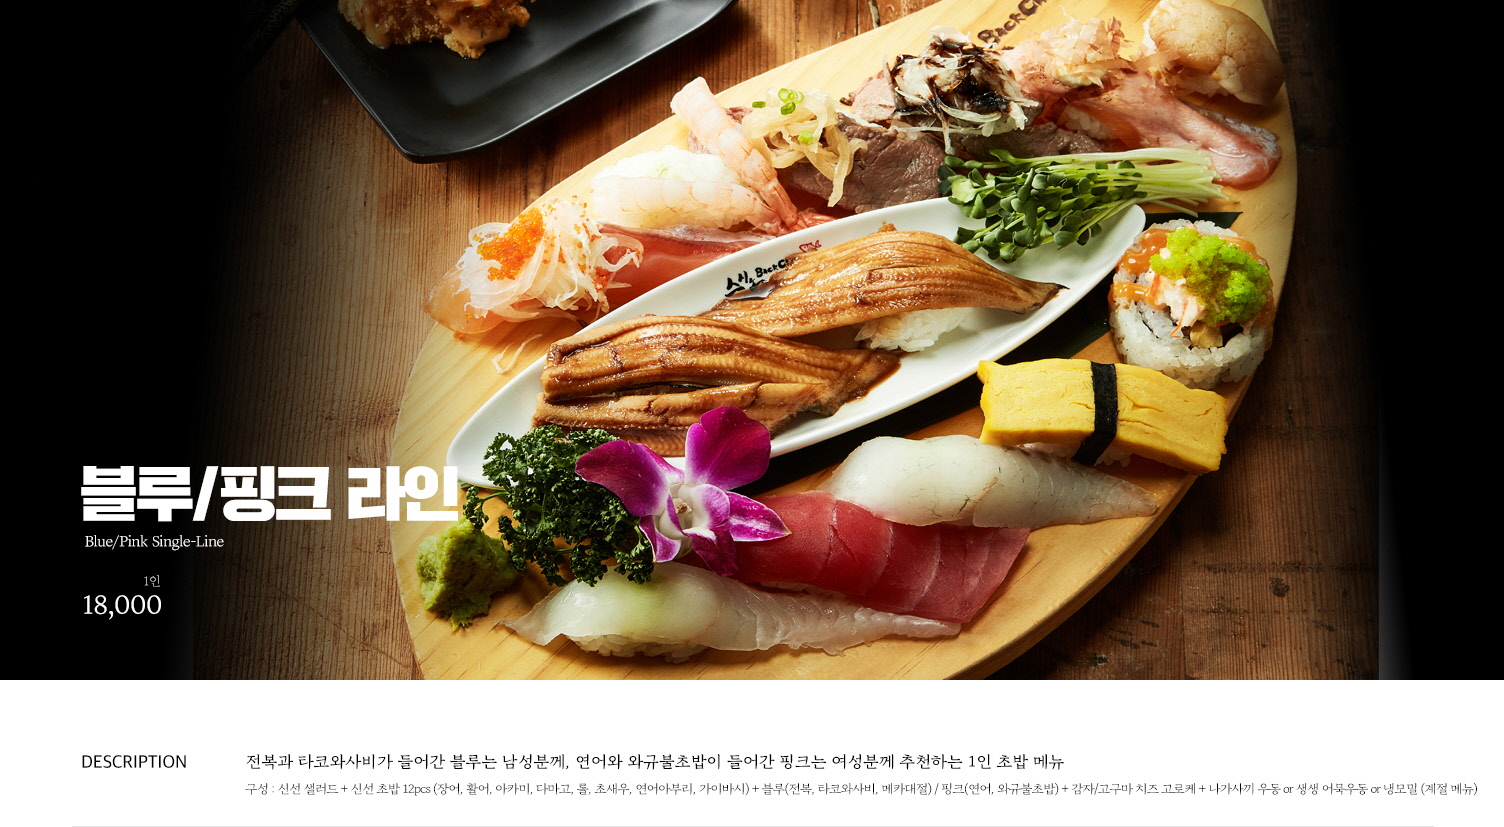 블루/핑크 라인
Blue/Pink Single-Line
1인
18,000
DESCRIPTION
전복과 타코와사비가 들어간 블루는 남성분께, 연어와 와규불초밥이 들어간 핑크는 여성분께 추천하는 1인 초밥 메뉴
구성 : 신선 샐러드 + 신선 초밥 12pcs (장어, 활어, 아카미, 다마고, 롤, 초새우, 연어아부리, 가이바시) + 블루(전복, 타코와사비, 메카대절) / 핑크(연어, 와규불초밥) + 감자/고구마 치즈 고로케 + 나가사끼 우동 or 생생 어묵우동 or 냉모밀 (계절 메뉴)